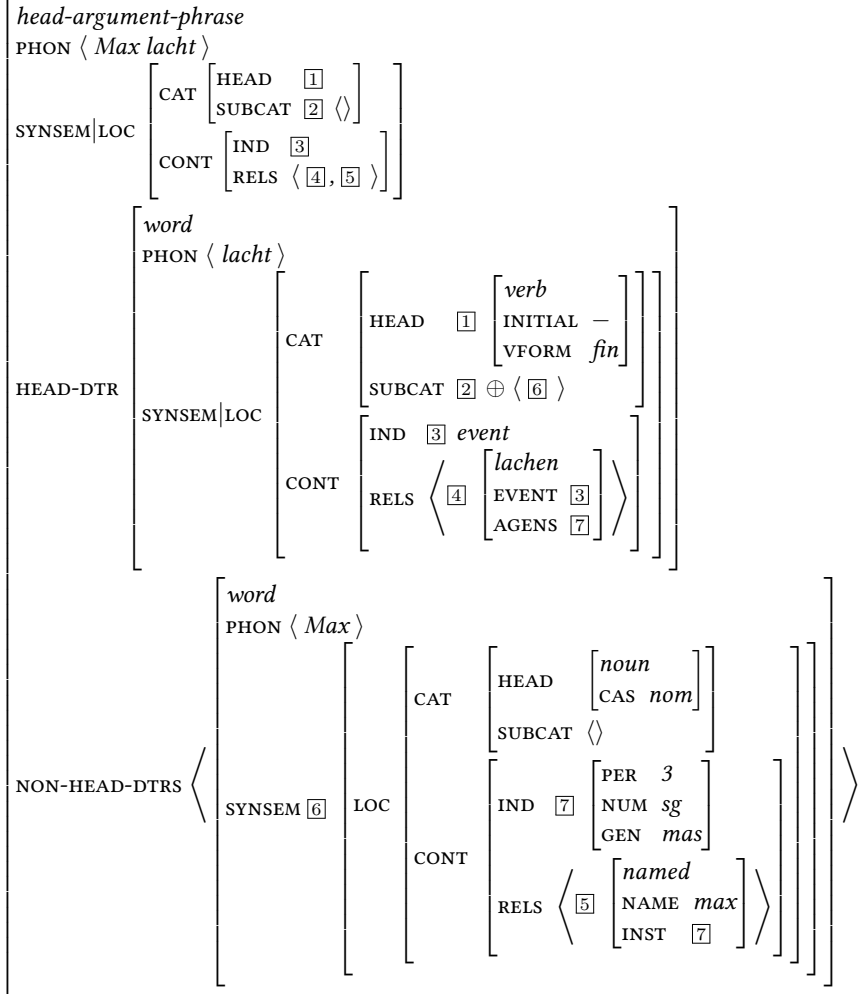 head-argument-phrase
PHON ⟨ Max lacht ⟩
SYNSEM|LOC
CAT
HEAD 1
SUBCAT 2 ⟨⟩
CONT
IND 3
RELS ⟨ 4, 5 ⟩
HEAD-DTR
word
PHON ⟨ lacht ⟩
SYNSEM|LOC
CAT
HEAD 1
verb
INITIAL −
VFORM fin
SUBCAT 2 ⊕ ⟨ 6 ⟩
CONT
IND 3 event
RELS ⟨ 4
lachen
EVENT 3
AGENS 7 ⟩
NON-HEAD-DTRS ⟨
word
PHON ⟨ Max ⟩
SYNSEM 6
LOC
CAT
HEAD
noun
CAS nom
SUBCAT ⟨⟩
CONT
IND 7
PER 3
NUM sg
GEN mas
RELS ⟨ 5
named
NAME max
INST 7 ⟩ ⟩